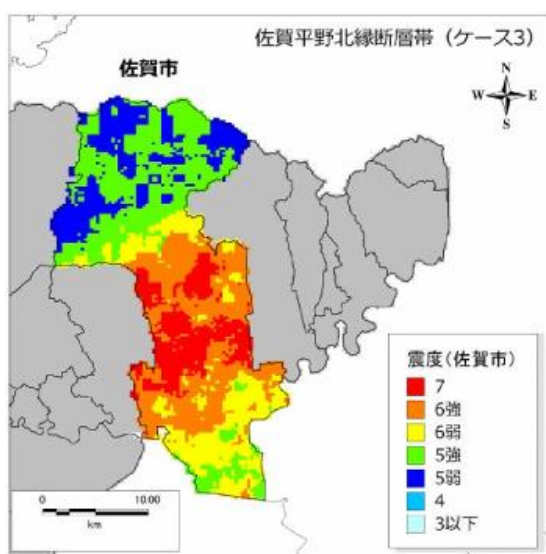 佐賀平野北縁断層帯(ケース3)
佐賀市
N
W E
S
震度(佐賀市)
7
6強
6弱
5強
5弱
4
3以下
0 10.00
km